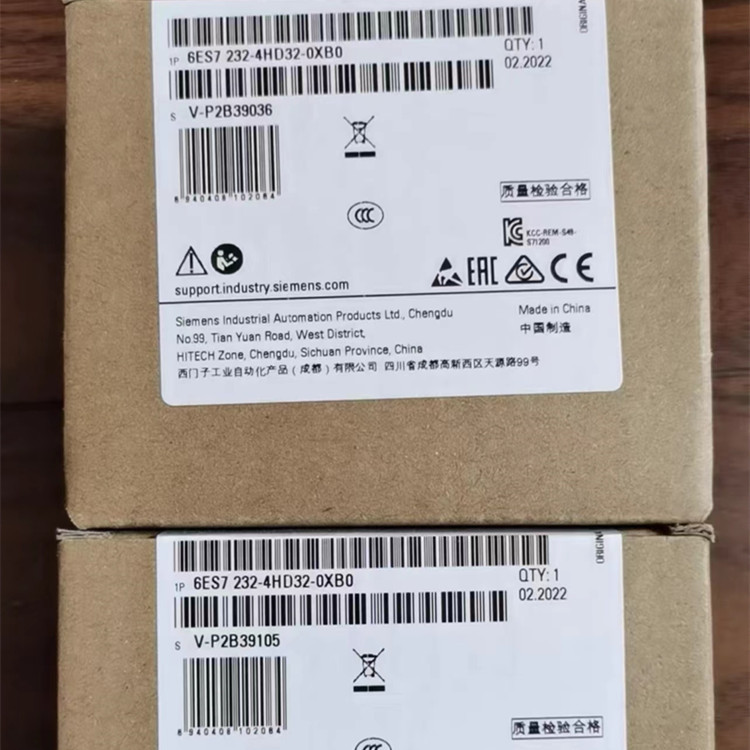 1P 6ES7 232-4HD32-0XB0
QTY: 1
02.2022
S V-P2B39036
6940408102084
质量检验合格
CCC
KCC-REM-S49-
S71200
EAC CE
support.industry.siemens.com
Siemens Industrial Automation Products Ltd., Chengdu
No.99, Tian Yuan Road, West District,
HITECH Zone, Chengdu, Sichuan Province, China
西门子工业自动化产品（成都）有限公司 四川省成都高新西区天源路99号
Made in China
中国制造
1P 6ES7 232-4HD32-0XB0
QTY: 1
02.2022
S V-P2B39105
6940408102084
质量检验合格